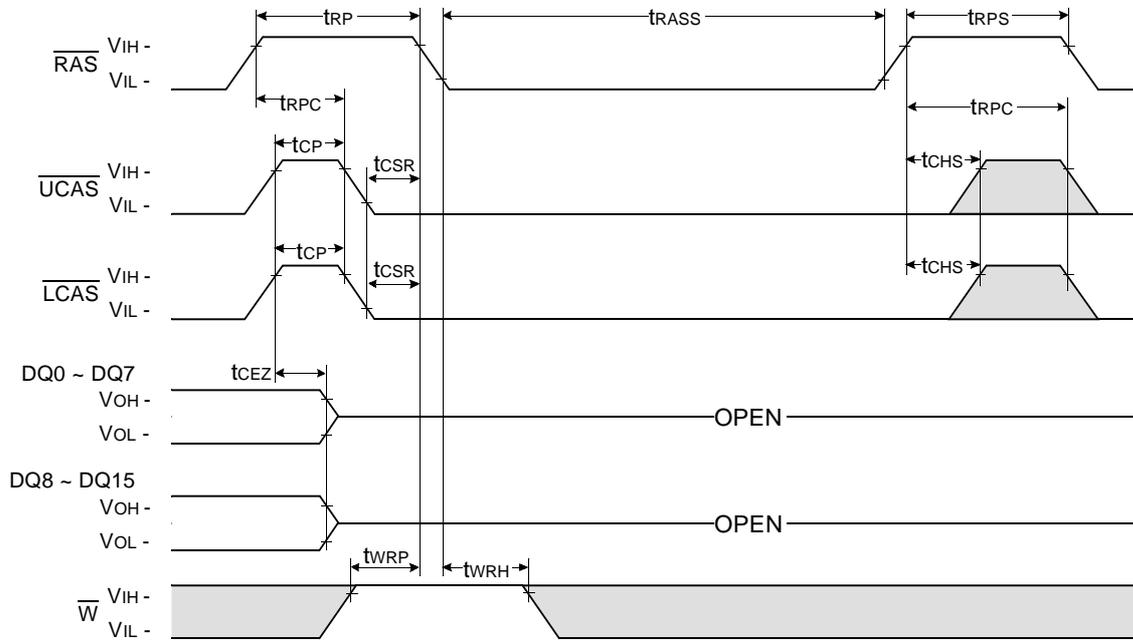 tRP
tRASS
tRPS
RAS
VIH -
VIL -
tRPC
tRPC
tCP
tCSR
tCHS
UCAS
VIH -
VIL -
tCP
tCSR
tCHS
LCAS
VIH -
VIL -
DQ0 ~ DQ7
tCEZ
VOH -
VOL -
OPEN
DQ8 ~ DQ15
VOH -
VOL -
OPEN
tWRP
tWRH
W
VIH -
VIL -